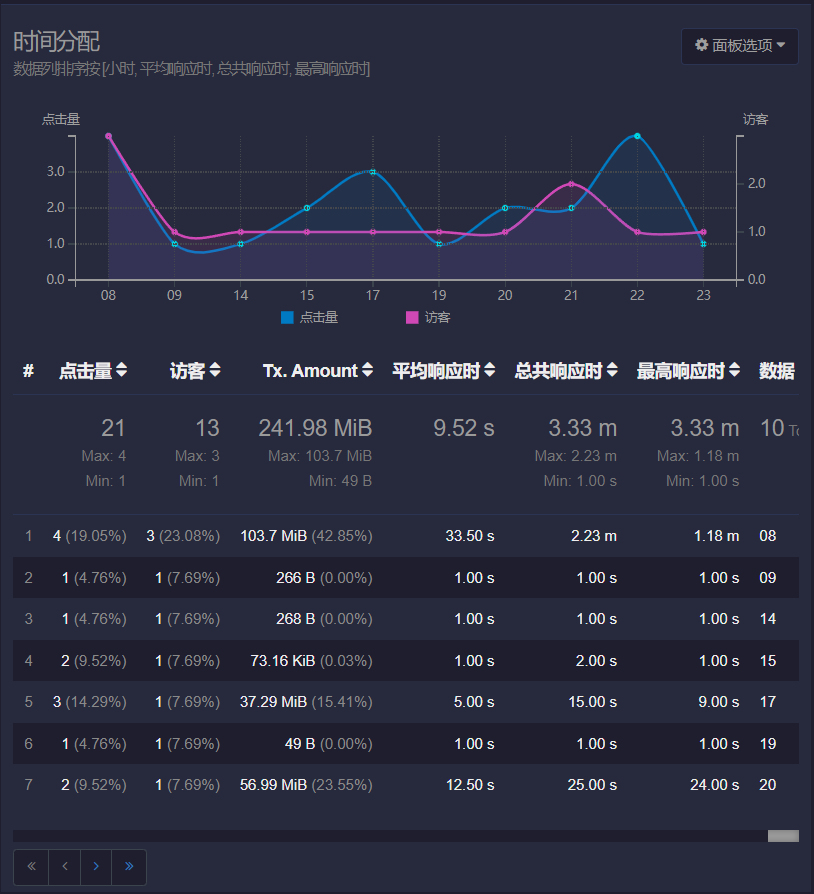 时间分配
面板选项
数据列排序按 [小时, 平均响应时, 总共响应时, 最高响应时]
点击量 访客
3.0
2.0
1.0
0.0
2.0
1.0
0.0
08 09 14 15 17 19 20 21 22 23
点击量 访客
# 点击量 访客 Tx. Amount 平均响应时 总共响应时 最高响应时 数据
21 13 241.98 MiB 9.52 s 3.33 m 3.33 m 10
Max: 4 Max: 3 Max: 103.7 MiB Max: 2.23 m Max: 1.18 m
Min: 1 Min: 1 Min: 49 B Min: 1.00 s Min: 1.00 s
1 4 (19.05%) 3 (23.08%) 103.7 MiB (42.85%) 33.50 s 2.23 m 1.18 m 08
2 1 (4.76%) 1 (7.69%) 266 B (0.00%) 1.00 s 1.00 s 1.00 s 09
3 1 (4.76%) 1 (7.69%) 268 B (0.00%) 1.00 s 1.00 s 1.00 s 14
4 2 (9.52%) 1 (7.69%) 73.16 KiB (0.03%) 1.00 s 2.00 s 1.00 s 15
5 3 (14.29%) 1 (7.69%) 37.29 MiB (15.41%) 5.00 s 15.00 s 9.00 s 17
6 1 (4.76%) 1 (7.69%) 49 B (0.00%) 1.00 s 1.00 s 1.00 s 19
7 2 (9.52%) 1 (7.69%) 56.99 MiB (23.55%) 12.50 s 25.00 s 24.00 s 20
« ‹ › »